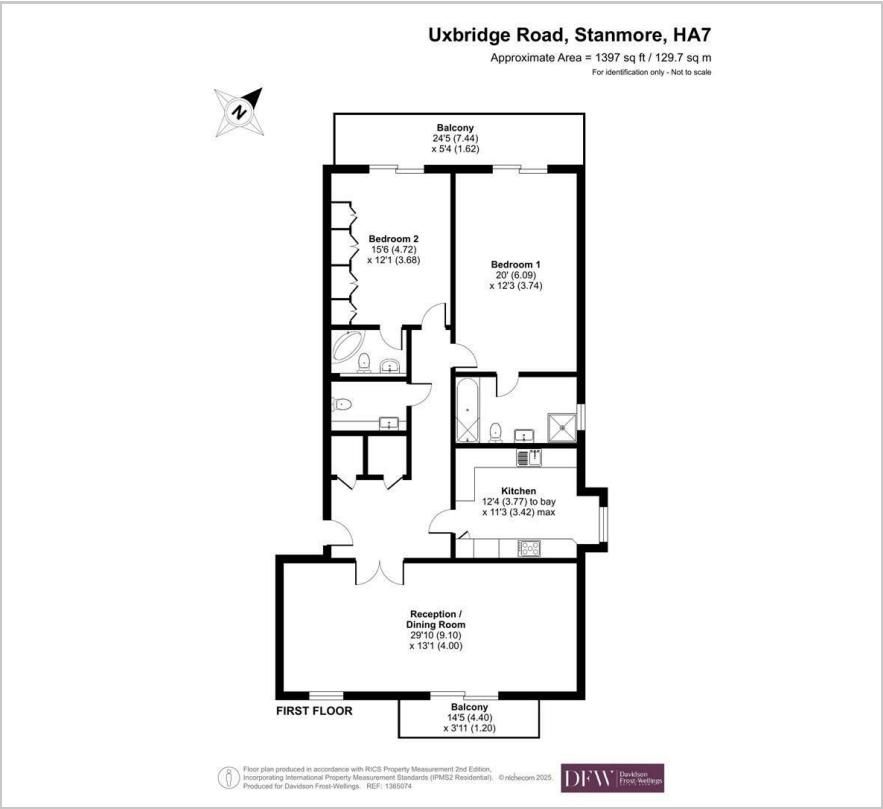 Uxbridge Road, Stanmore, HA7
Approximate Area = 1397 sq ft / 129.7 sq m
For identification only - Not to scale
N
Balcony
24'5 (7.44)
x 5'4 (1.62)
Bedroom 2
15'6 (4.72)
x 12'1 (3.68)
Bedroom 1
20' (6.09)
x 12'3 (3.74)
Kitchen
12'4 (3.77) to bay
x 11'3 (3.42) max
Reception /
Dining Room
29'10 (9.10)
x 13'1 (4.00)
FIRST FLOOR
Balcony
14'5 (4.40)
x 3'11 (1.20)
Floor plan produced in accordance with RICS Property Measurement 2nd Edition,
Incorporating International Property Measurement Standards (IPMS2 Residential). © nichecom 2025.
Produced for Davidson Frost-Wellings. REF: 1365074
DFW
Davidson
Frost-Wellings